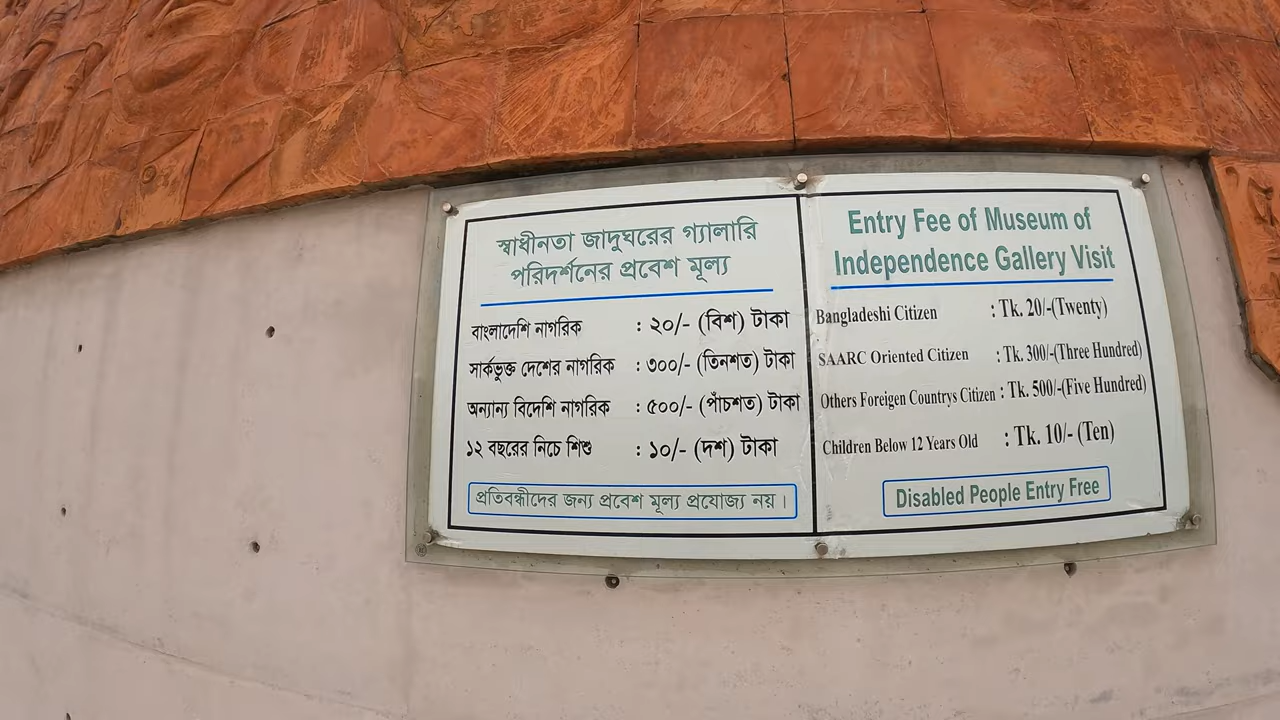 স্বাধীনতা জাদুঘরের গ্যালারি
পরিদর্শনের প্রবেশ মূল্য
বাংলাদেশি নাগরিক : ২০/- (বিশ) টাকা
সার্কভুক্ত দেশের নাগরিক : ৩০০/- (তিনশত) টাকা
অন্যান্য বিদেশি নাগরিক : ৫০০/- (পাঁচশত) টাকা
১২ বছরের নিচে শিশু : ১০/- (দশ) টাকা
প্রতিবন্ধীদের জন্য প্রবেশ মূল্য প্রযোজ্য নয়।
Entry Fee of Museum of
Independence Gallery Visit
Bangladeshi Citizen : Tk. 20/-(Twenty)
SAARC Oriented Citizen : Tk. 300/-(Three Hundred)
Others Foreigen Countrys Citizen : Tk. 500/-(Five Hundred)
Children Below 12 Years Old : Tk. 10/- (Ten)
Disabled People Entry Free